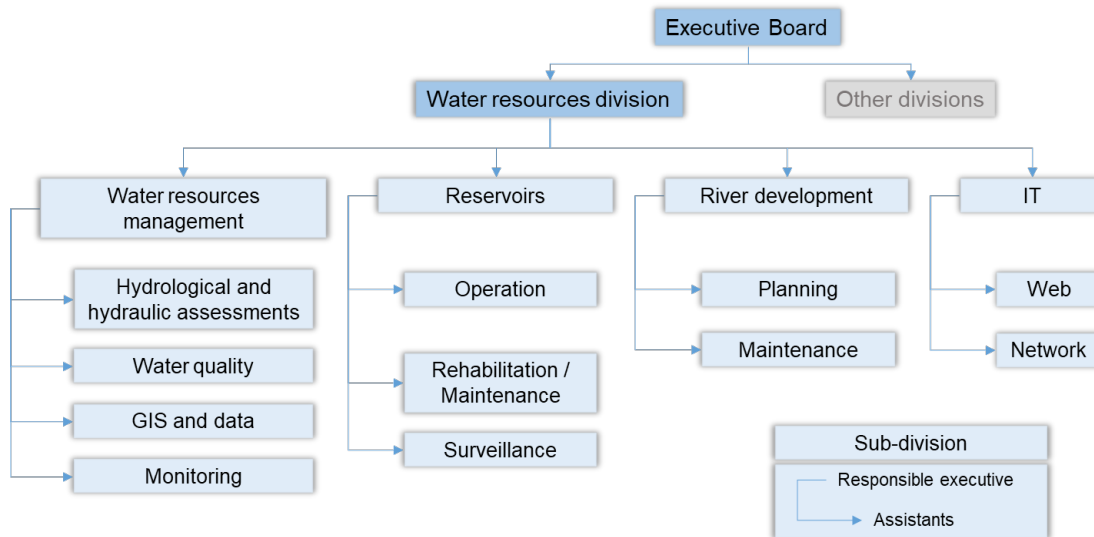 Executive Board
Water resources division
Other divisions
Water resources
management
Reservoirs
River development
IT
Hydrological and
hydraulic assessments
Operation
Planning
Web
Water quality
Rehabilitation /
Maintenance
Maintenance
Network
GIS and data
Surveillance
Monitoring
Sub-division
Responsible executive
Assistants